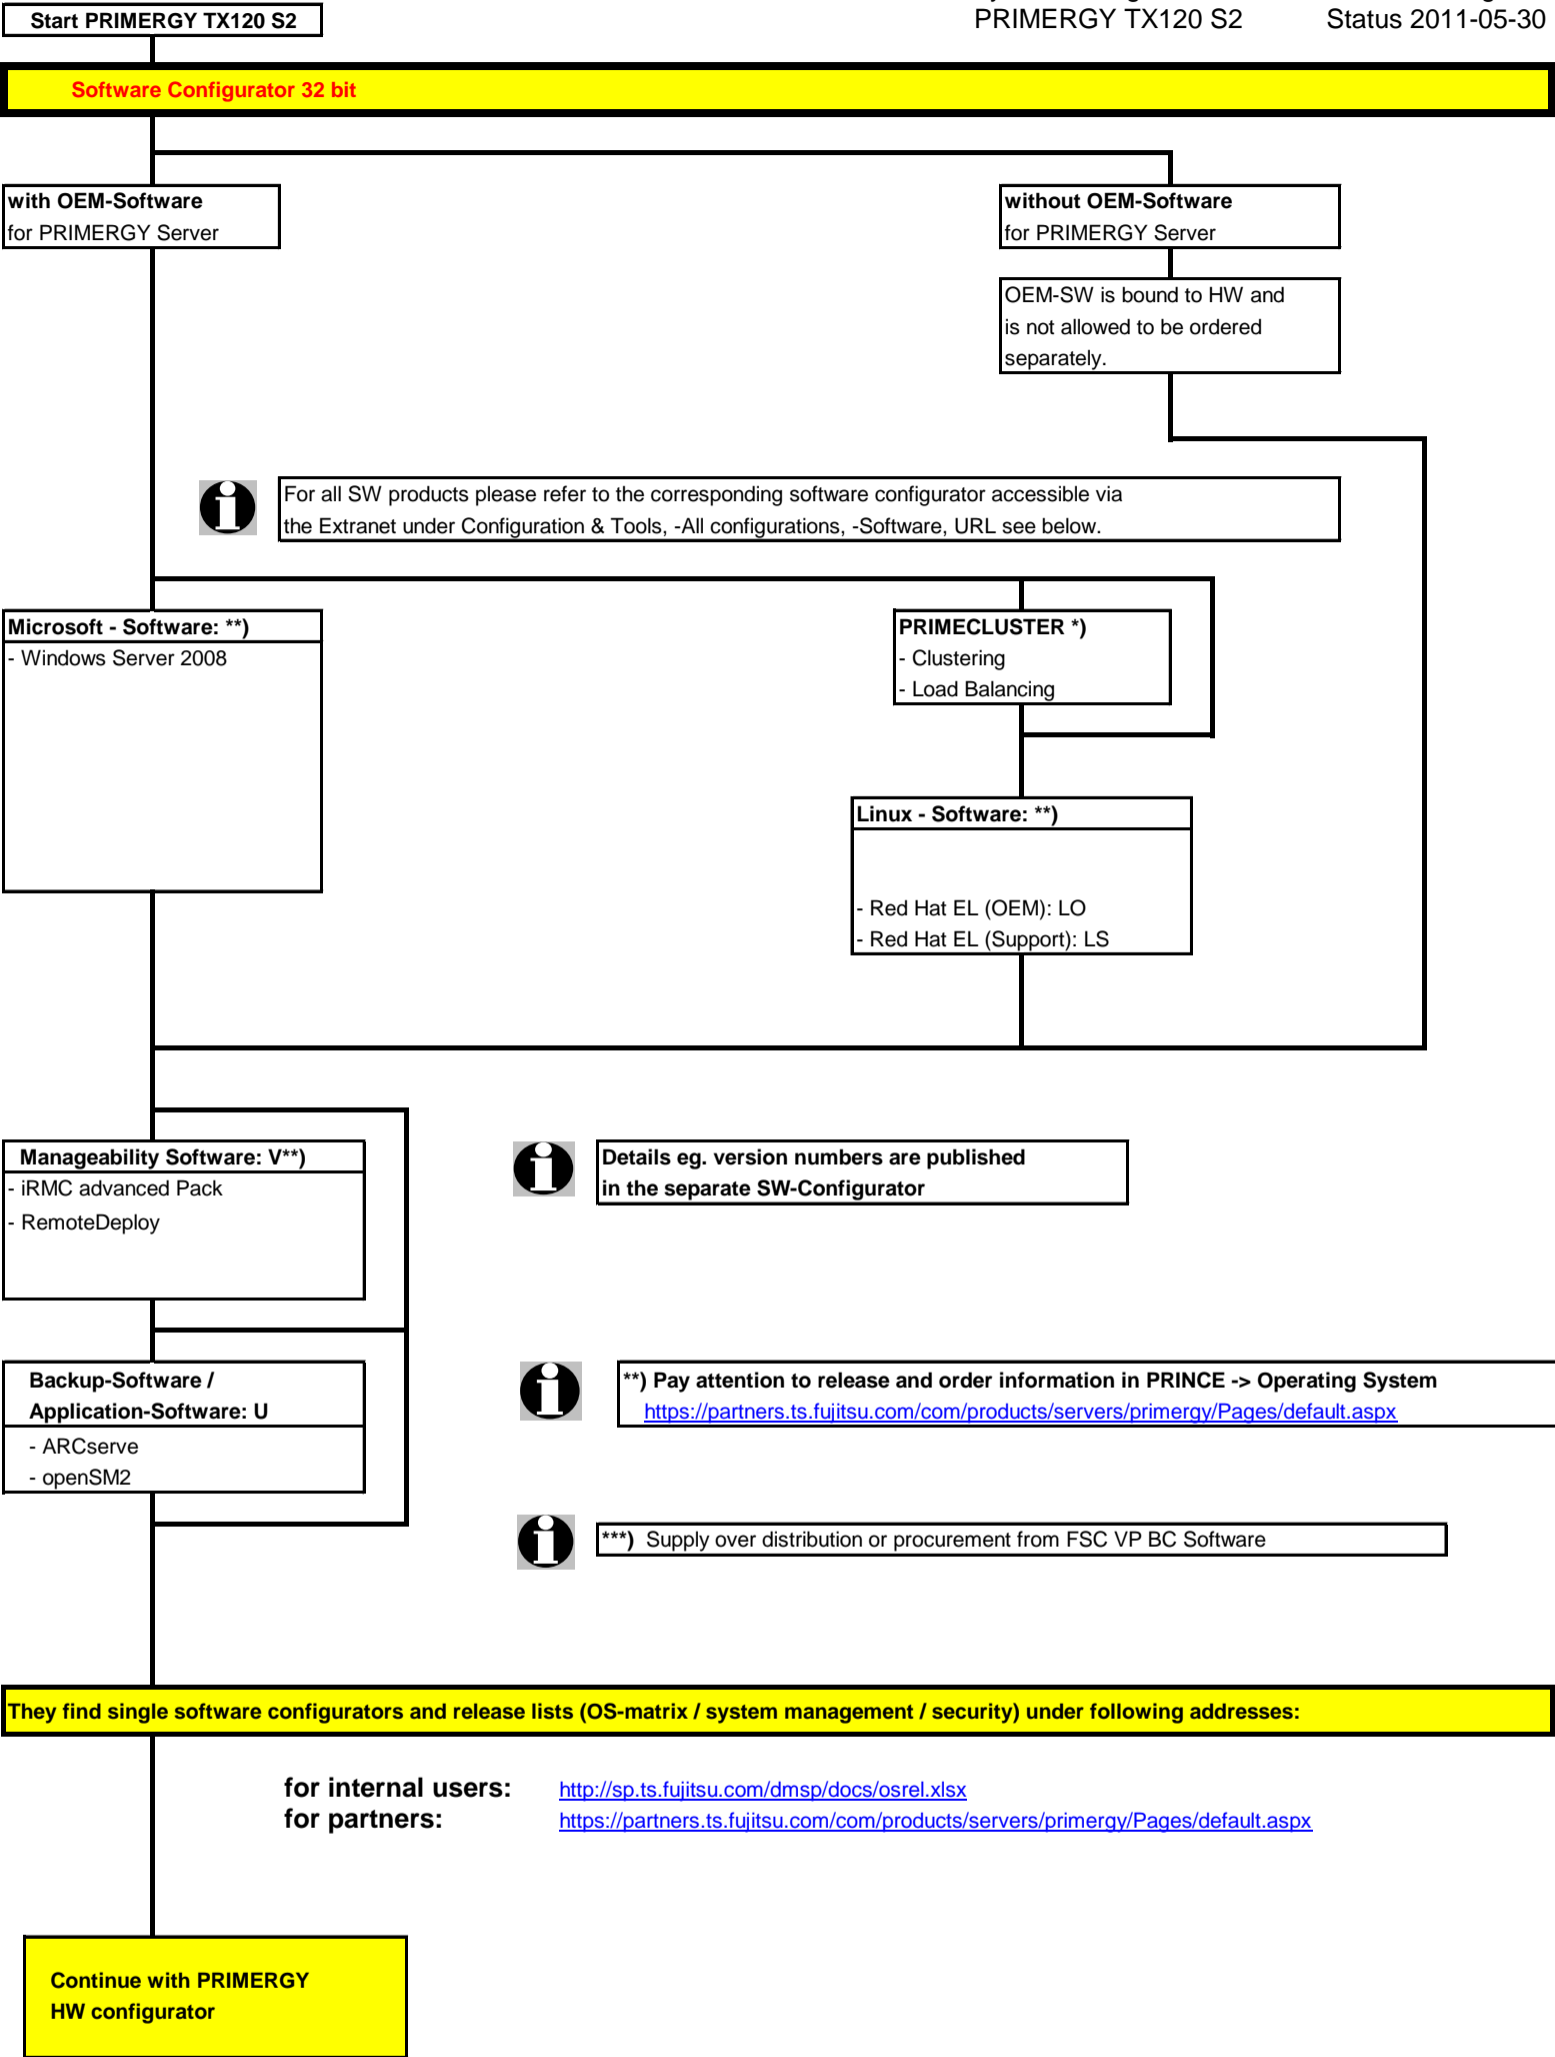 Start PRIMERGY TX120 S2
PRIMERGY TX120 S2 Status 2011-05-30
Software Configurator 32 bit
with OEM-Software
for PRIMERGY Server
without OEM-Software
for PRIMERGY Server
OEM-SW is bound to HW and
is not allowed to be ordered
separately.
For all SW products please refer to the corresponding software configurator accessible via
the Extranet under Configuration & Tools, -All configurations, -Software, URL see below.
Microsoft - Software: **)
- Windows Server 2008
PRIMECLUSTER *)
- Clustering
- Load Balancing
Linux - Software: **)
- Red Hat EL (OEM): LO
- Red Hat EL (Support): LS
Manageability Software: V**)
- iRMC advanced Pack
- RemoteDeploy
Details eg. version numbers are published
in the separate SW-Configurator
Backup-Software /
Application-Software: U
- ARCserve
- openSM2
**) Pay attention to release and order information in PRINCE -> Operating System
https://partners.ts.fujitsu.com/com/products/servers/primergy/Pages/default.aspx
***) Supply over distribution or procurement from FSC VP BC Software
They find single software configurators and release lists (OS-matrix / system management / security) under following addresses:
for internal users: http://sp.ts.fujitsu.com/dmsp/docs/osrel.xlsx
for partners: https://partners.ts.fujitsu.com/com/products/servers/primergy/Pages/default.aspx
Continue with PRIMERGY
HW configurator